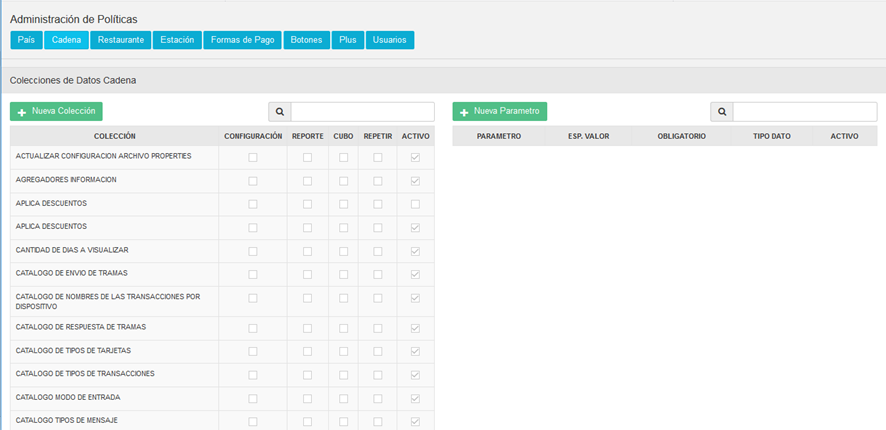 Administración de Políticas
País Cadena Restaurante Estación Formas de Pago Botones Plus Usuarios
Colecciones de Datos Cadena
Nueva Colección
Nueva Parametro
COLECCIÓN CONFIGURACIÓN REPORTE CUBO REPETIR ACTIVO
PARAMETRO ESP. VALOR OBLIGATORIO TIPO DATO ACTIVO
ACTUALIZAR CONFIGURACION ARCHIVO PROPERTIES
AGREGADORES INFORMACION
APLICA DESCUENTOS
APLICA DESCUENTOS
CANTIDAD DE DIAS A VISUALIZAR
CATALOGO DE ENVIO DE TRAMAS
CATALOGO DE NOMBRES DE LAS TRANSACCIONES POR
DISPOSITIVO
CATALOGO DE RESPUESTA DE TRAMAS
CATALOGO DE TIPOS DE TARJETAS
CATALOGO DE TIPOS DE TRANSACCIONES
CATALOGO MODO DE ENTRADA
CATALOGO TIPOS DE MENSAJE